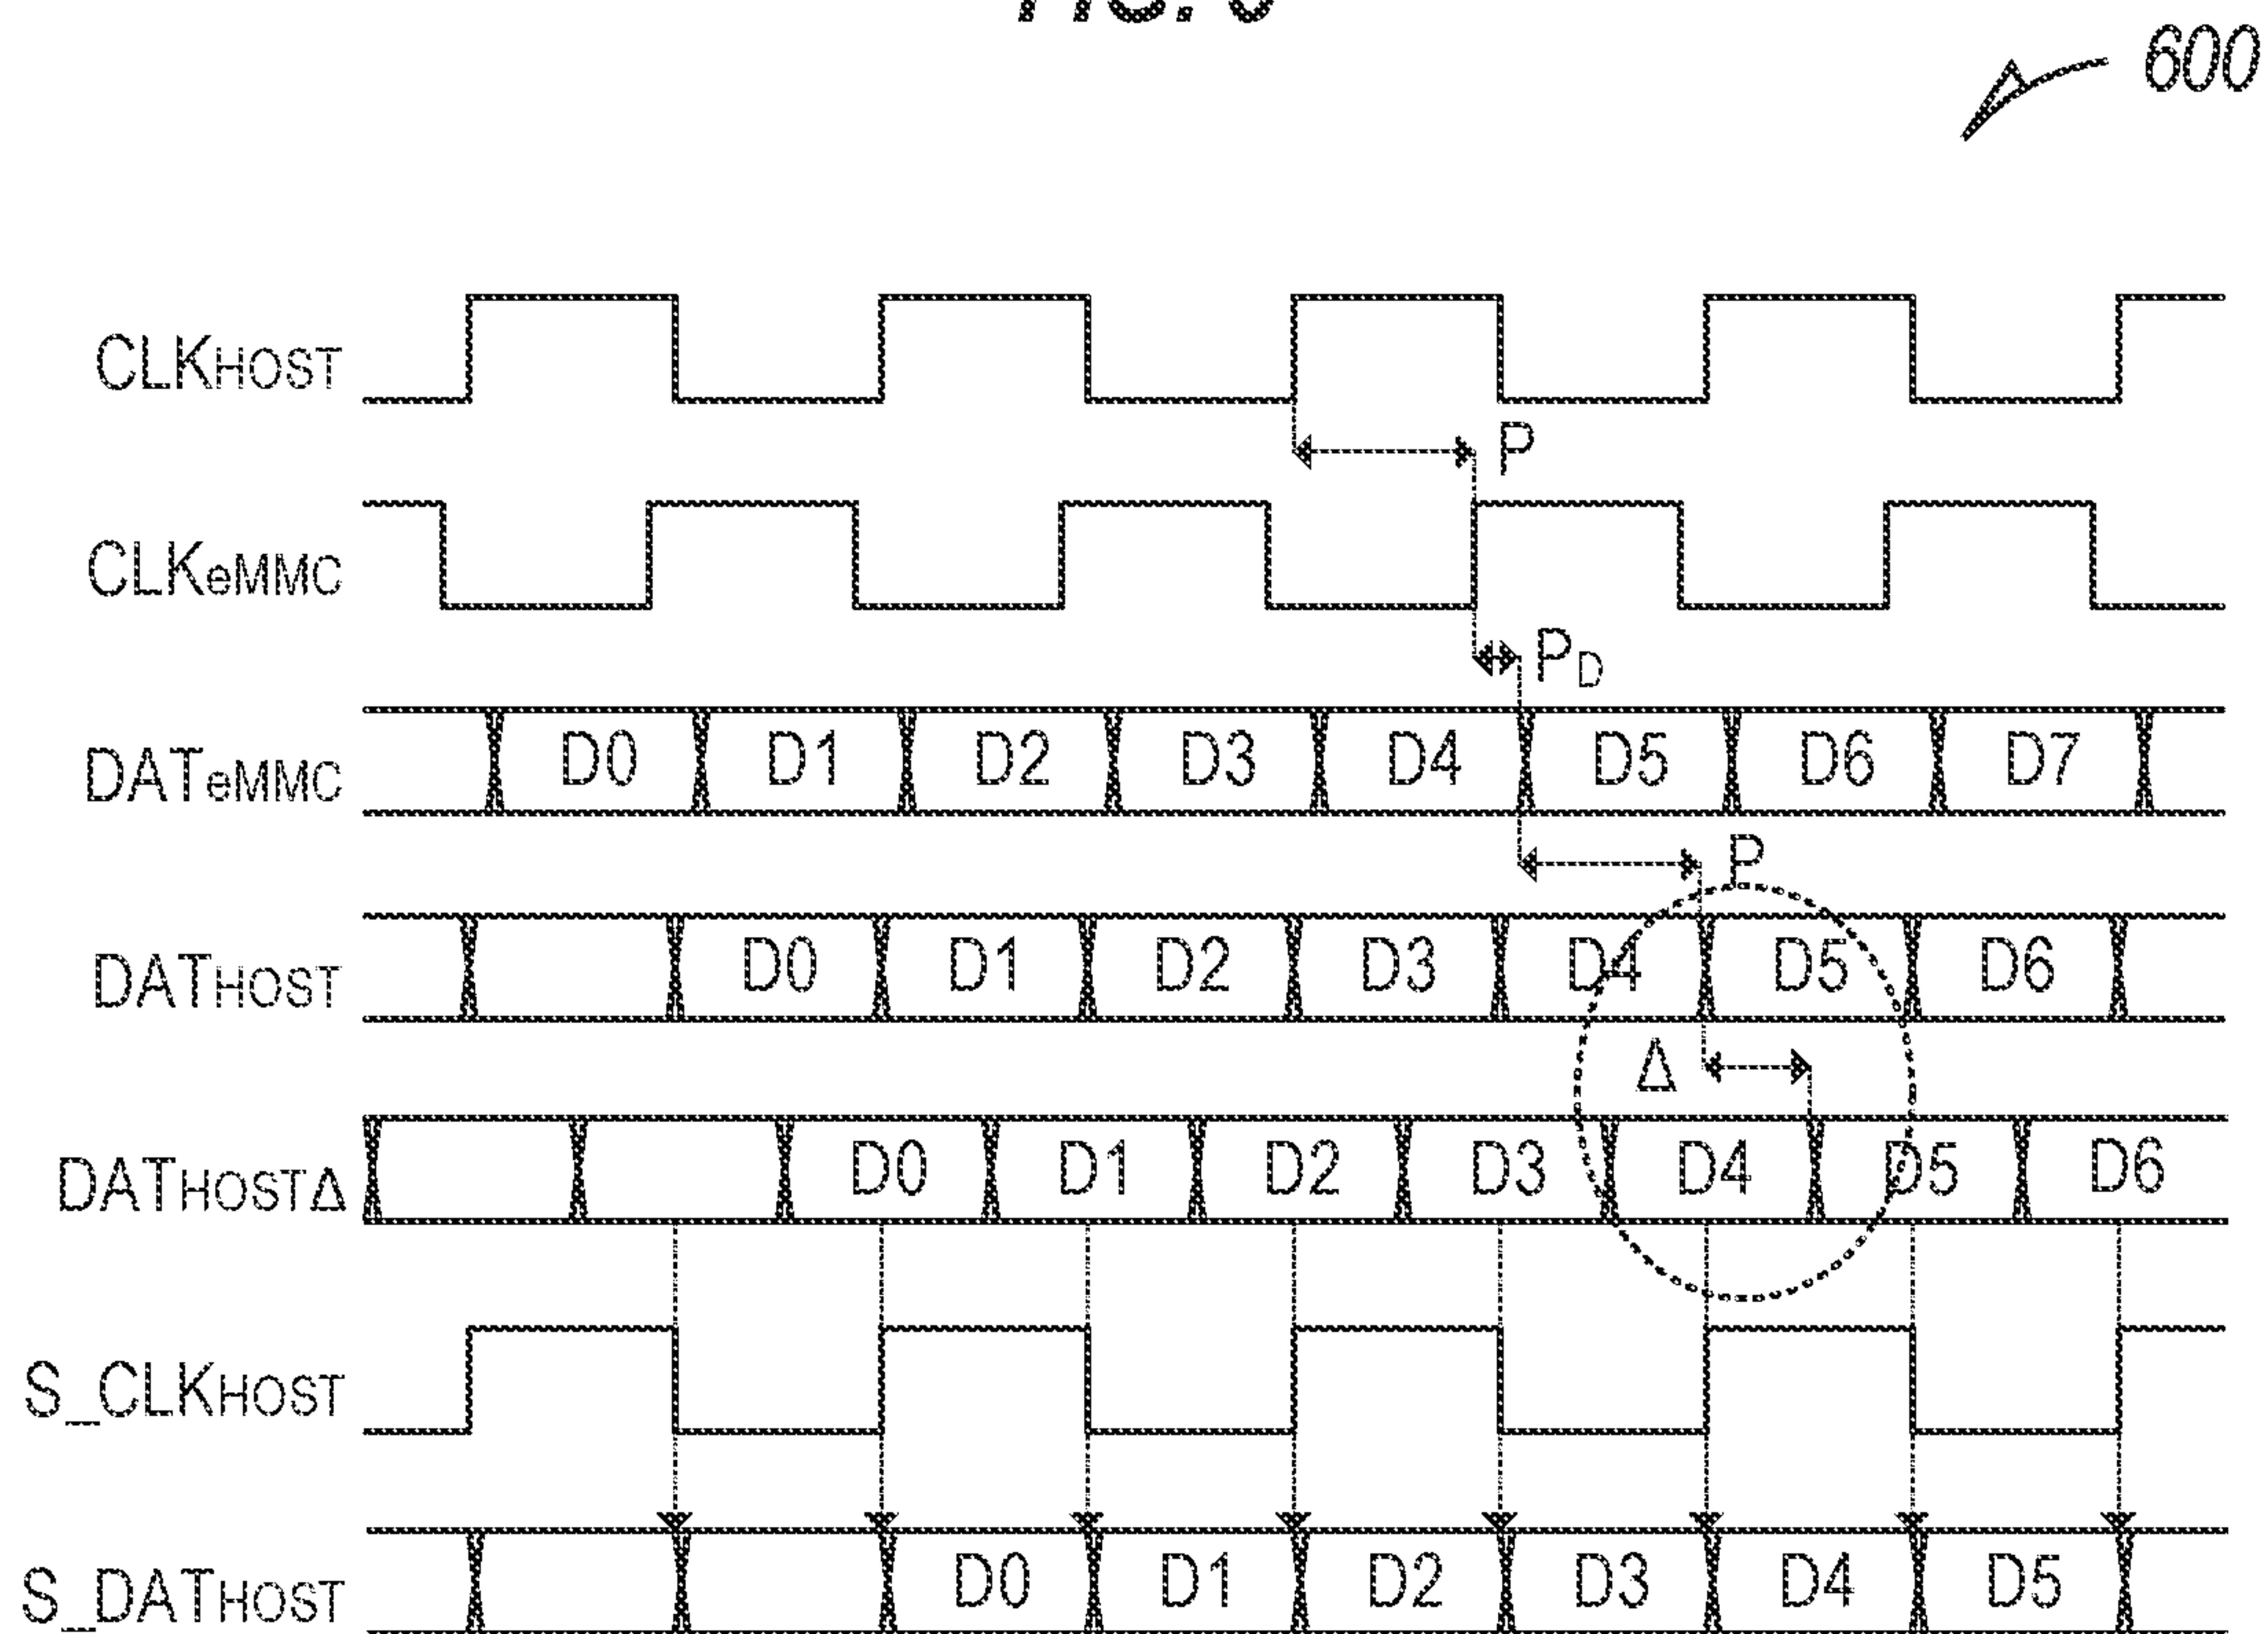 600
CLKHOST
P
CLKeMMC
PD
DATeMMC D0 D1 D2 D3 D4 D5 D6 D7
P
DATHOST D0 D1 D2 D3 D4 D5 D6
Δ
DATHOSTΔ D0 D1 D2 D3 D4 D5 D6
S_CLKHOST
S_DATHOST D0 D1 D2 D3 D4 D5